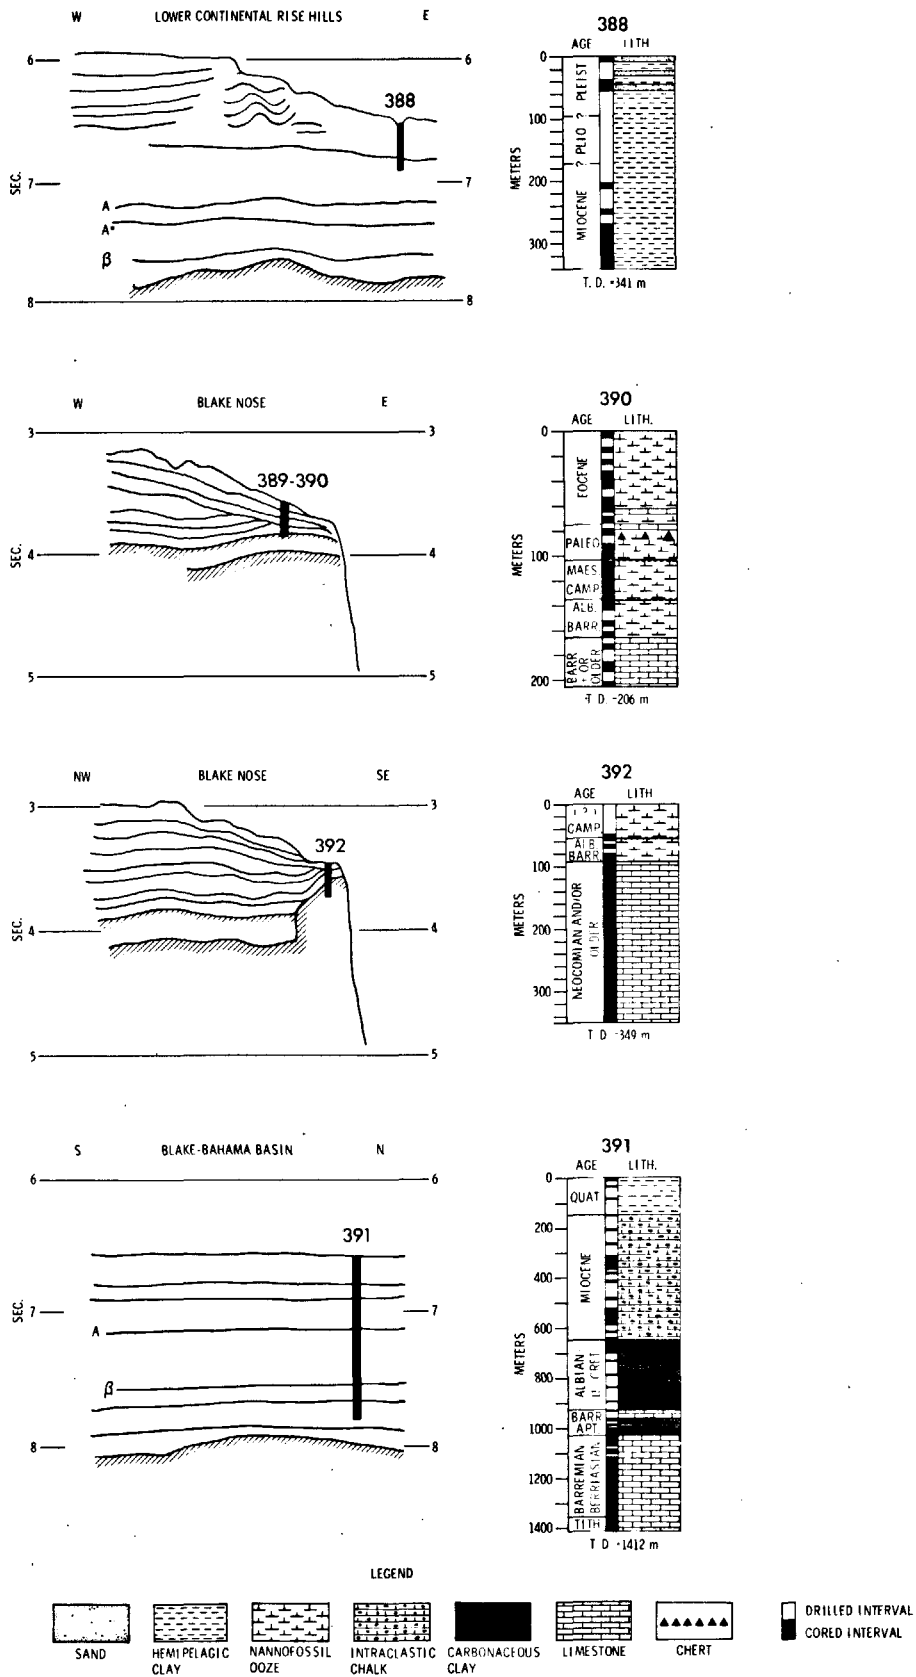 W LOWER CONTINENTAL RISE HILLS E
6 6
388
SEC.
7 7
A
A*
β
8 8
388
AGE LITH
0
100
200
300
METERS
PLEIST
? PLIO ?
MIOCENE
T. D. -341 m
W BLAKE NOSE E
3 3
389-390
SEC.
4 4
5 5
390
AGE LITH.
0
100
200
METERS
EOCENE
PALEO
MAES.
CAMP.
ALB.
BARR.
BARR
+ OR
OLDER
T D. -206 m
NW BLAKE NOSE SE
3 3
392
SEC.
4 4
5 5
392
AGE LITH
0
100
200
300
METERS
CAMP.
ALB.
BARR.
NEOCOMIAN AND/OR
OLDER
T D -349 m
S BLAKE-BAHAMA BASIN N
6 6
391
SEC.
7 7
A
β
8 8
391
AGE LITH.
0
200
400
600
800
1000
1200
1400
METERS
QUAT
MIOCENE
ALBIAN-
CRET
BARR
APT.
BARREMIAN
BERRIASIAN
TITH
T D -1412 m
LEGEND
SAND
HEMIPELAGIC
CLAY
NANNOFOSSIL
OOZE
INTRACLASTIC
CHALK
CARBONACEOUS
CLAY
LIMESTONE
CHERT
DRILLED INTERVAL
CORED INTERVAL